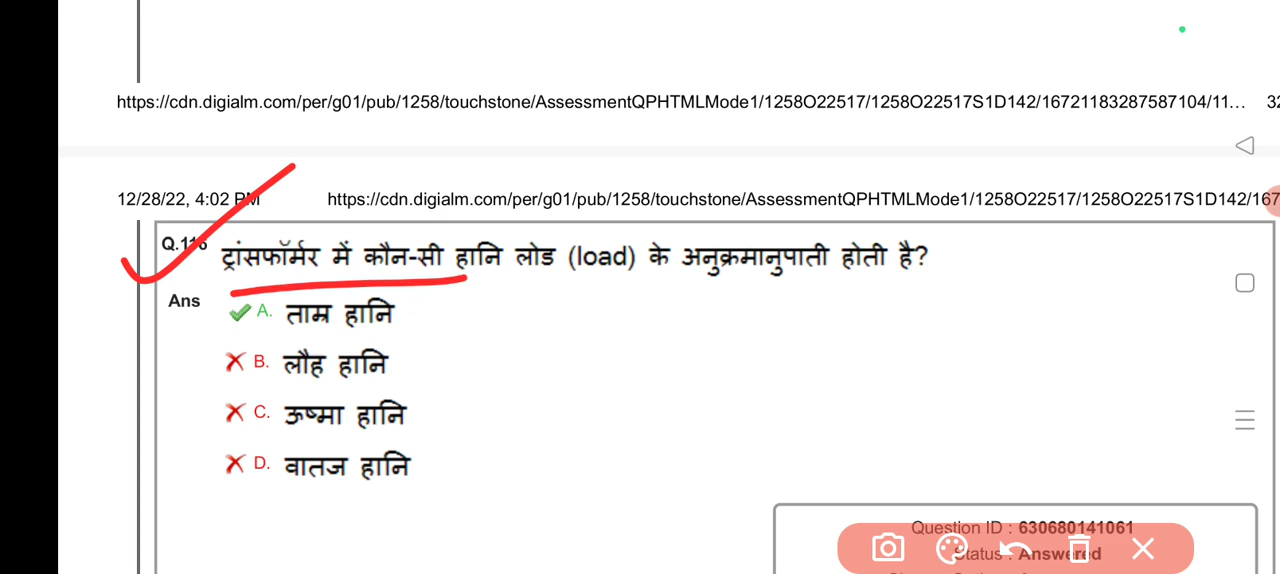 https://cdn.digialm.com/per/g01/pub/1258/touchstone/AssessmentQPHTMLMode1/1258O22517/1258O22517S1D142/16721183287587104/11... 32
12/28/22, 4:02 PM https://cdn.digialm.com/per/g01/pub/1258/touchstone/AssessmentQPHTMLMode1/1258O22517/1258O22517S1D142/167
Q.116 ट्रांसफॉर्मर में कौन-सी हानि लोड (load) के अनुक्रमानुपाती होती है?
Ans A. ताम्र हानि
B. लौह हानि
C. ऊष्मा हानि
D. वातज हानि
Question ID : 630680141061
Status : Answered